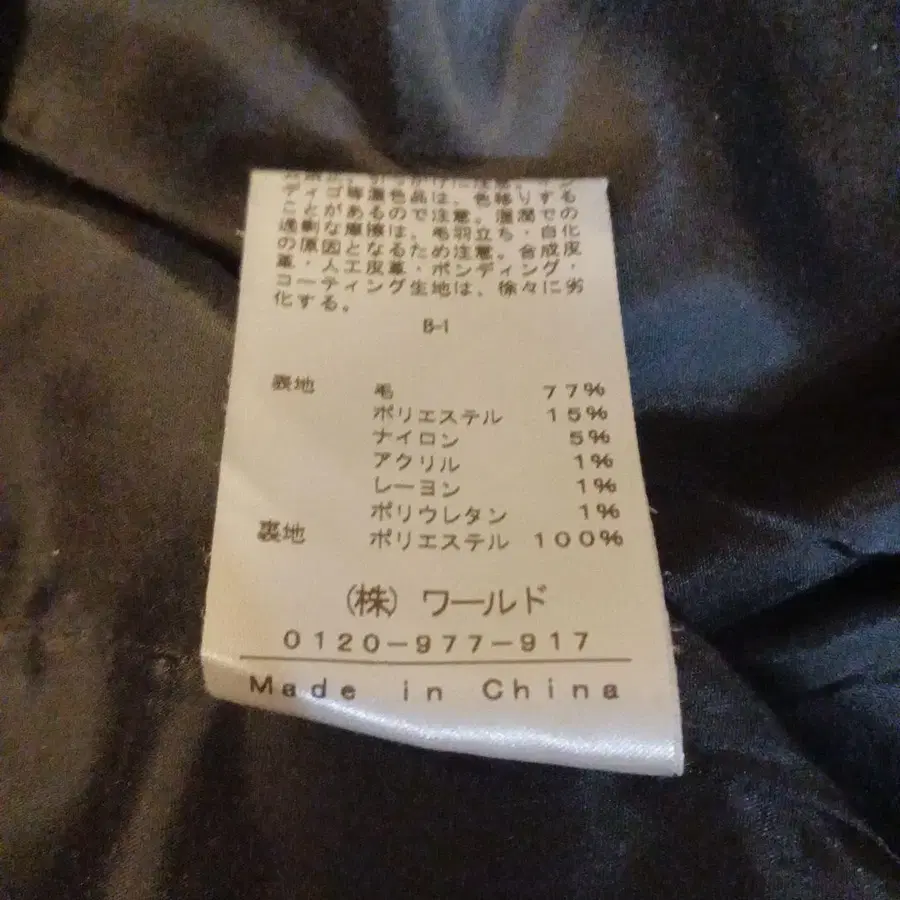 ディゴ等濃色品は、色移りする
ことがあるので注意。湿潤での
過剰な摩擦は、毛羽立ち・白化
の原因となるため注意。合成皮
革・人工皮革・ボンディング・
コーティング生地は、徐々に劣
化する。
B-1
表地 毛 77%
ポリエステル 15%
ナイロン 5%
アクリル 1%
レーヨン 1%
ポリウレタン 1%
裏地 ポリエステル 100%
(株) ワールド
0120-977-917
Made in China